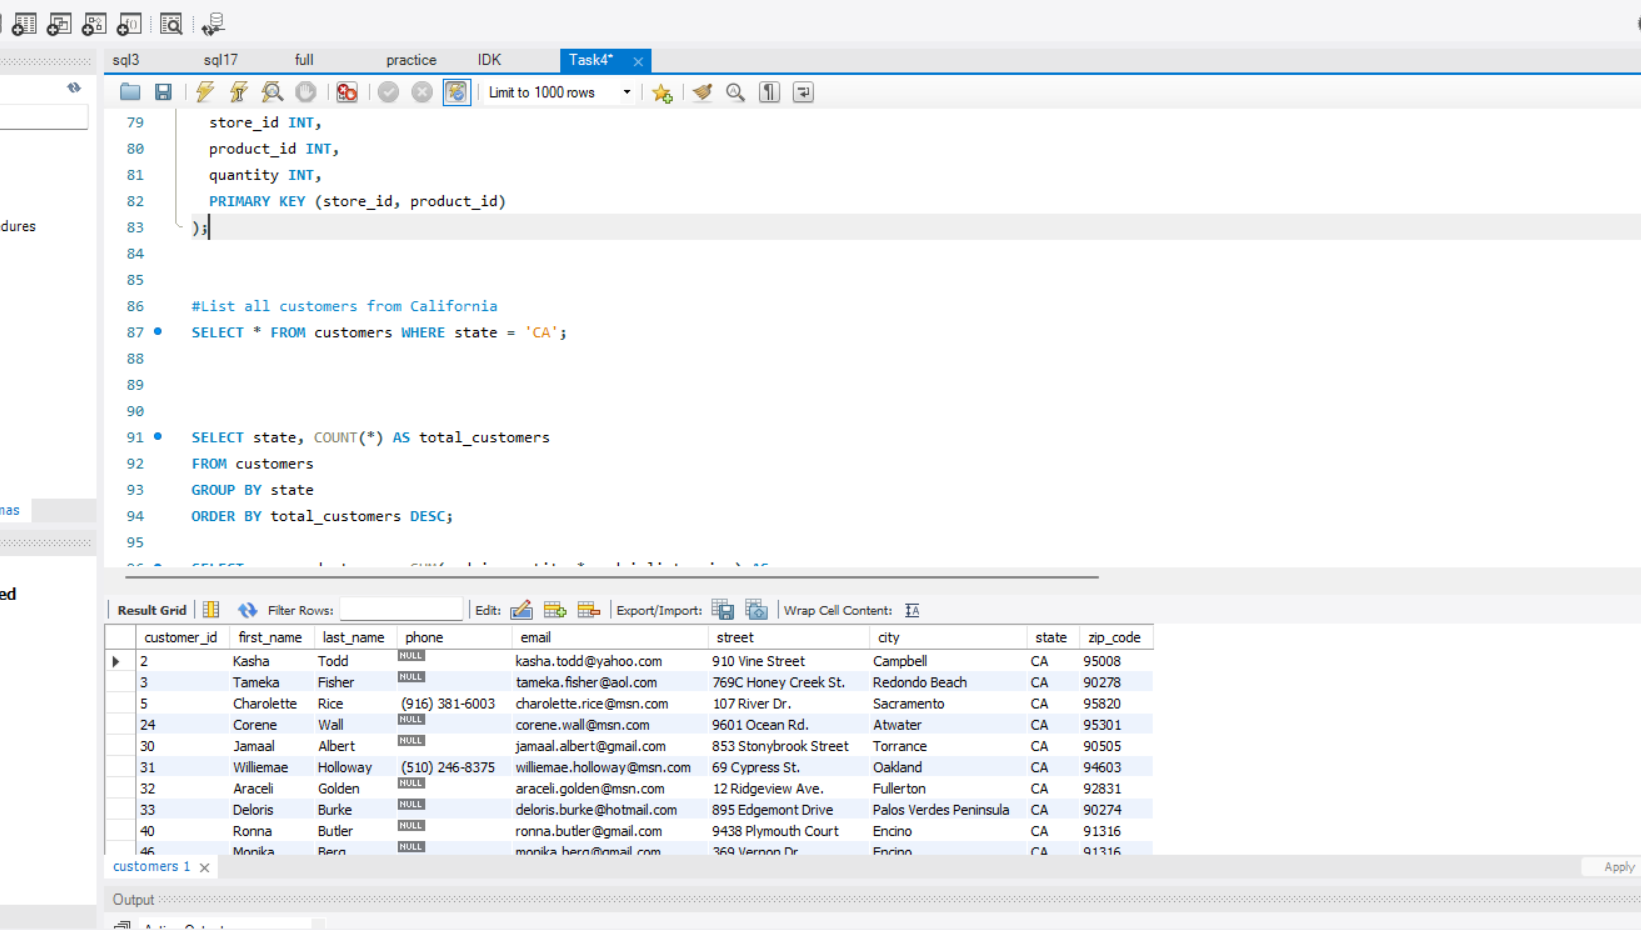 sql3 sql17 full practice IDK Task4*
Limit to 1000 rows
79 store_id INT,
80 product_id INT,
81 quantity INT,
dures
82 PRIMARY KEY (store_id, product_id)
83 );
84
85
86 #List all customers from California
87 SELECT * FROM customers WHERE state = 'CA';
88
89
90
91 SELECT state, COUNT(*) AS total_customers
92 FROM customers
93 GROUP BY state
94 ORDER BY total_customers DESC;
mas
95
ed
Result Grid Filter Rows: Edit: Export/Import: Wrap Cell Content:
customer_id first_name last_name phone email street city state zip_code
2 Kasha Todd NULL kasha.todd@yahoo.com 910 Vine Street Campbell CA 95008
3 Tameka Fisher NULL tameka.fisher@aol.com 769C Honey Creek St. Redondo Beach CA 90278
5 Charolette Rice (916) 381-6003 charolette.rice@msn.com 107 River Dr. Sacramento CA 95820
24 Corene Wall NULL corene.wall@msn.com 9601 Ocean Rd. Atwater CA 95301
30 Jamaal Albert NULL jamaal.albert@gmail.com 853 Stonybrook Street Torrance CA 90505
31 Williemae Holloway (510) 246-8375 williemae.holloway@msn.com 69 Cypress St. Oakland CA 94603
32 Araceli Golden NULL araceli.golden@msn.com 12 Ridgeview Ave. Fullerton CA 92831
33 Deloris Burke NULL deloris.burke@hotmail.com 895 Edgemont Drive Palos Verdes Peninsula CA 90274
40 Ronna Butler NULL ronna.butler@gmail.com 9438 Plymouth Court Encino CA 91316
46 Monika Berg NULL monika.berg@gmail.com 369 Vernon Dr. Encino CA 91316
customers 1
Apply
Output